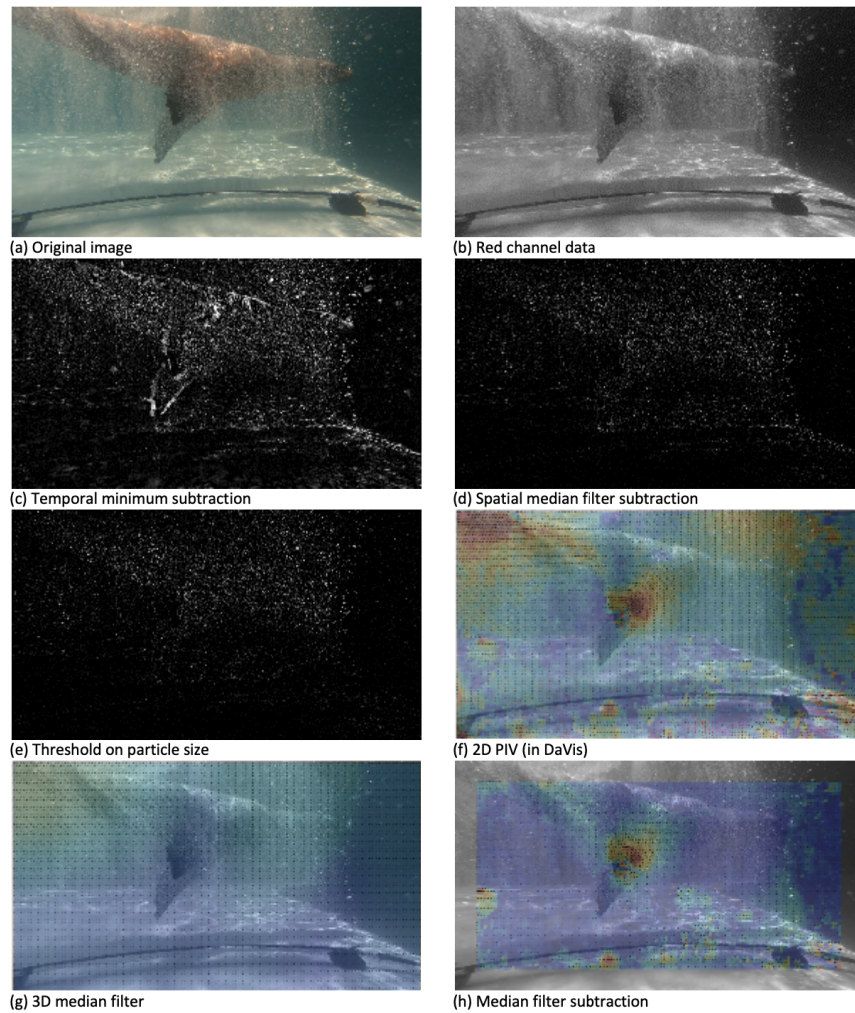 (a) Original image
(b) Red channel data
(c) Temporal minimum subtraction
(d) Spatial median filter subtraction
(e) Threshold on particle size
(f) 2D PIV (in DaVis)
(g) 3D median filter
(h) Median filter subtraction